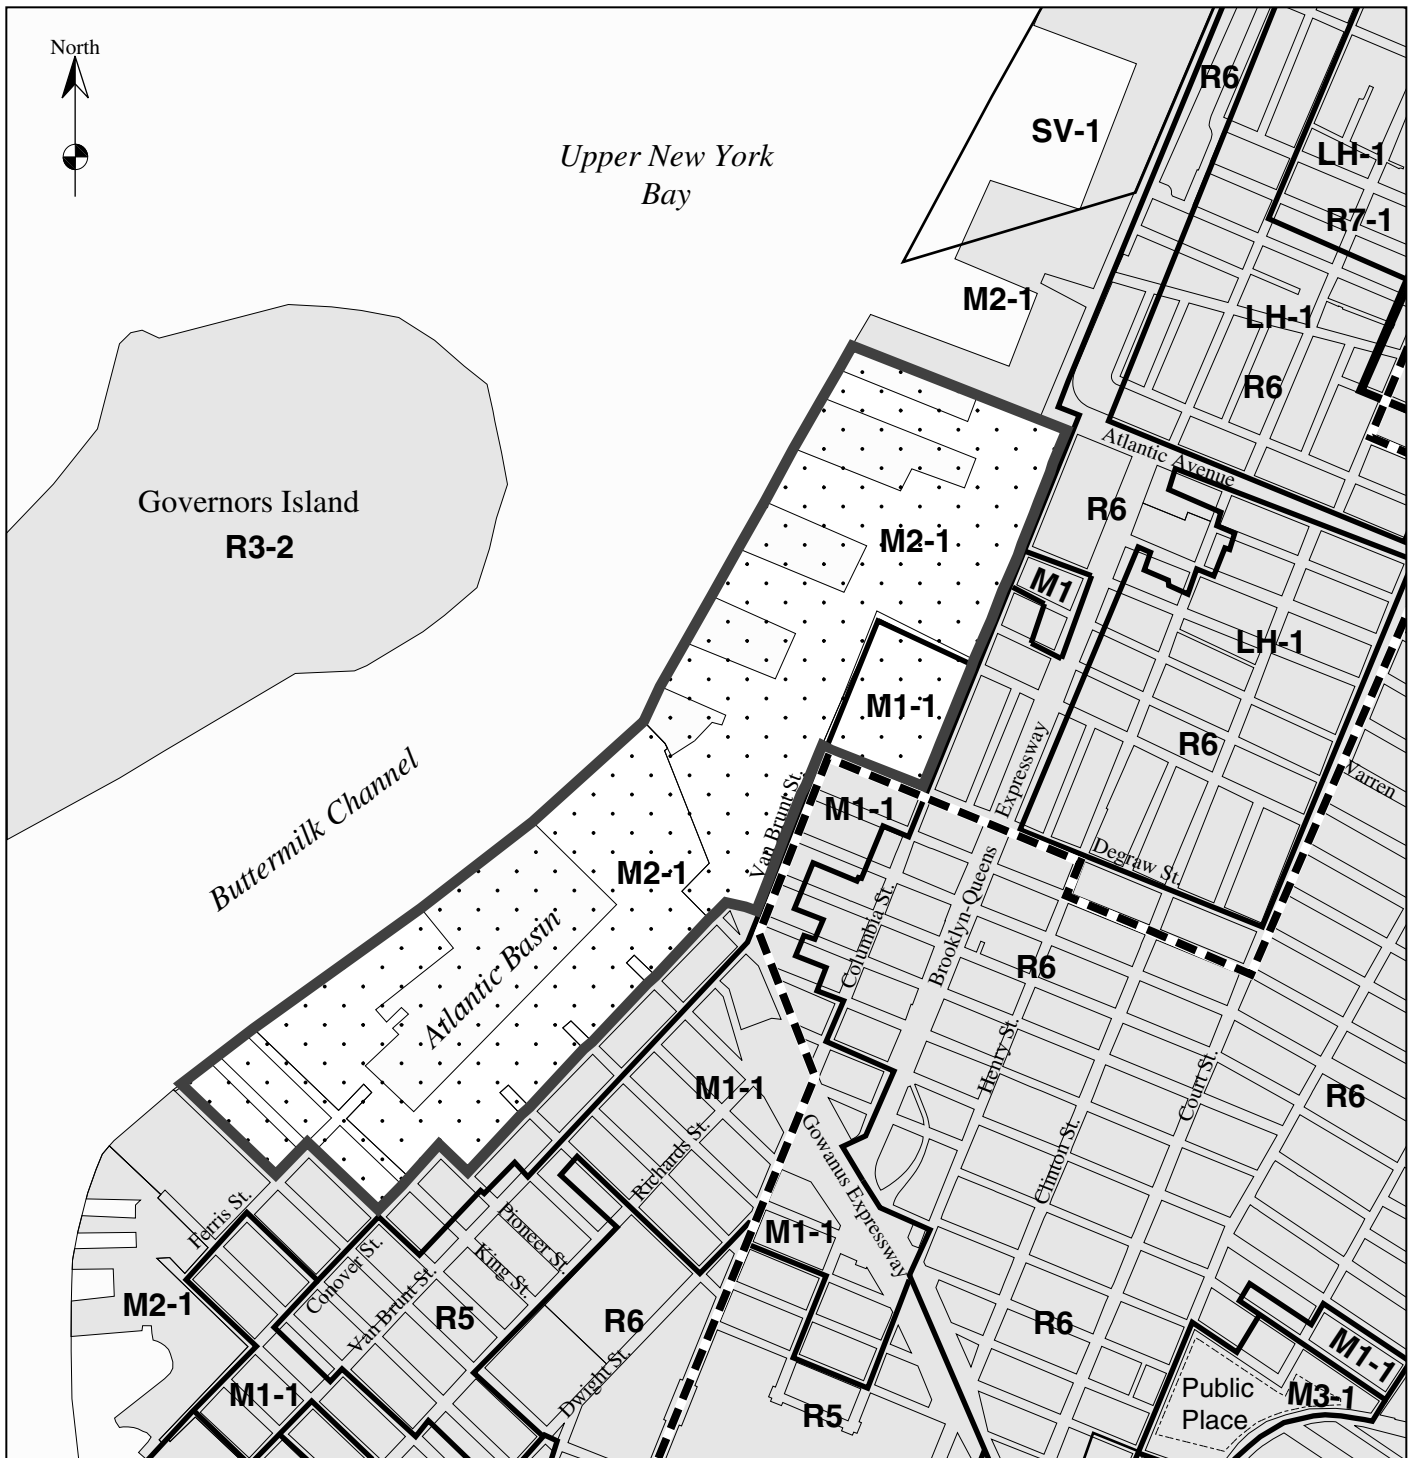 North
Upper New York
Bay
SV-1
R6
LH-1
R7-1
M2-1
LH-1
R6
Atlantic Avenue
Governors Island
R3-2
R6
M2-1
M1
LH-1
M1-1
R6
Expressway
Warren
Buttermilk Channel
Van Brunt St.
M1-1
M2-1
Degraw St.
Atlantic Basin
Columbia St.
Brooklyn-Queens
R6
M1-1
Henry St.
Court St.
R6
Richards St.
Gowanus Expressway
Clinton St.
Ferris St.
Pioneer St.
King St.
M1-1
Conover St.
Van Brunt St.
M2-1
R5
R6
R6
M1-1
Dwight St.
M1-1
R5
Public
Place
M3-1